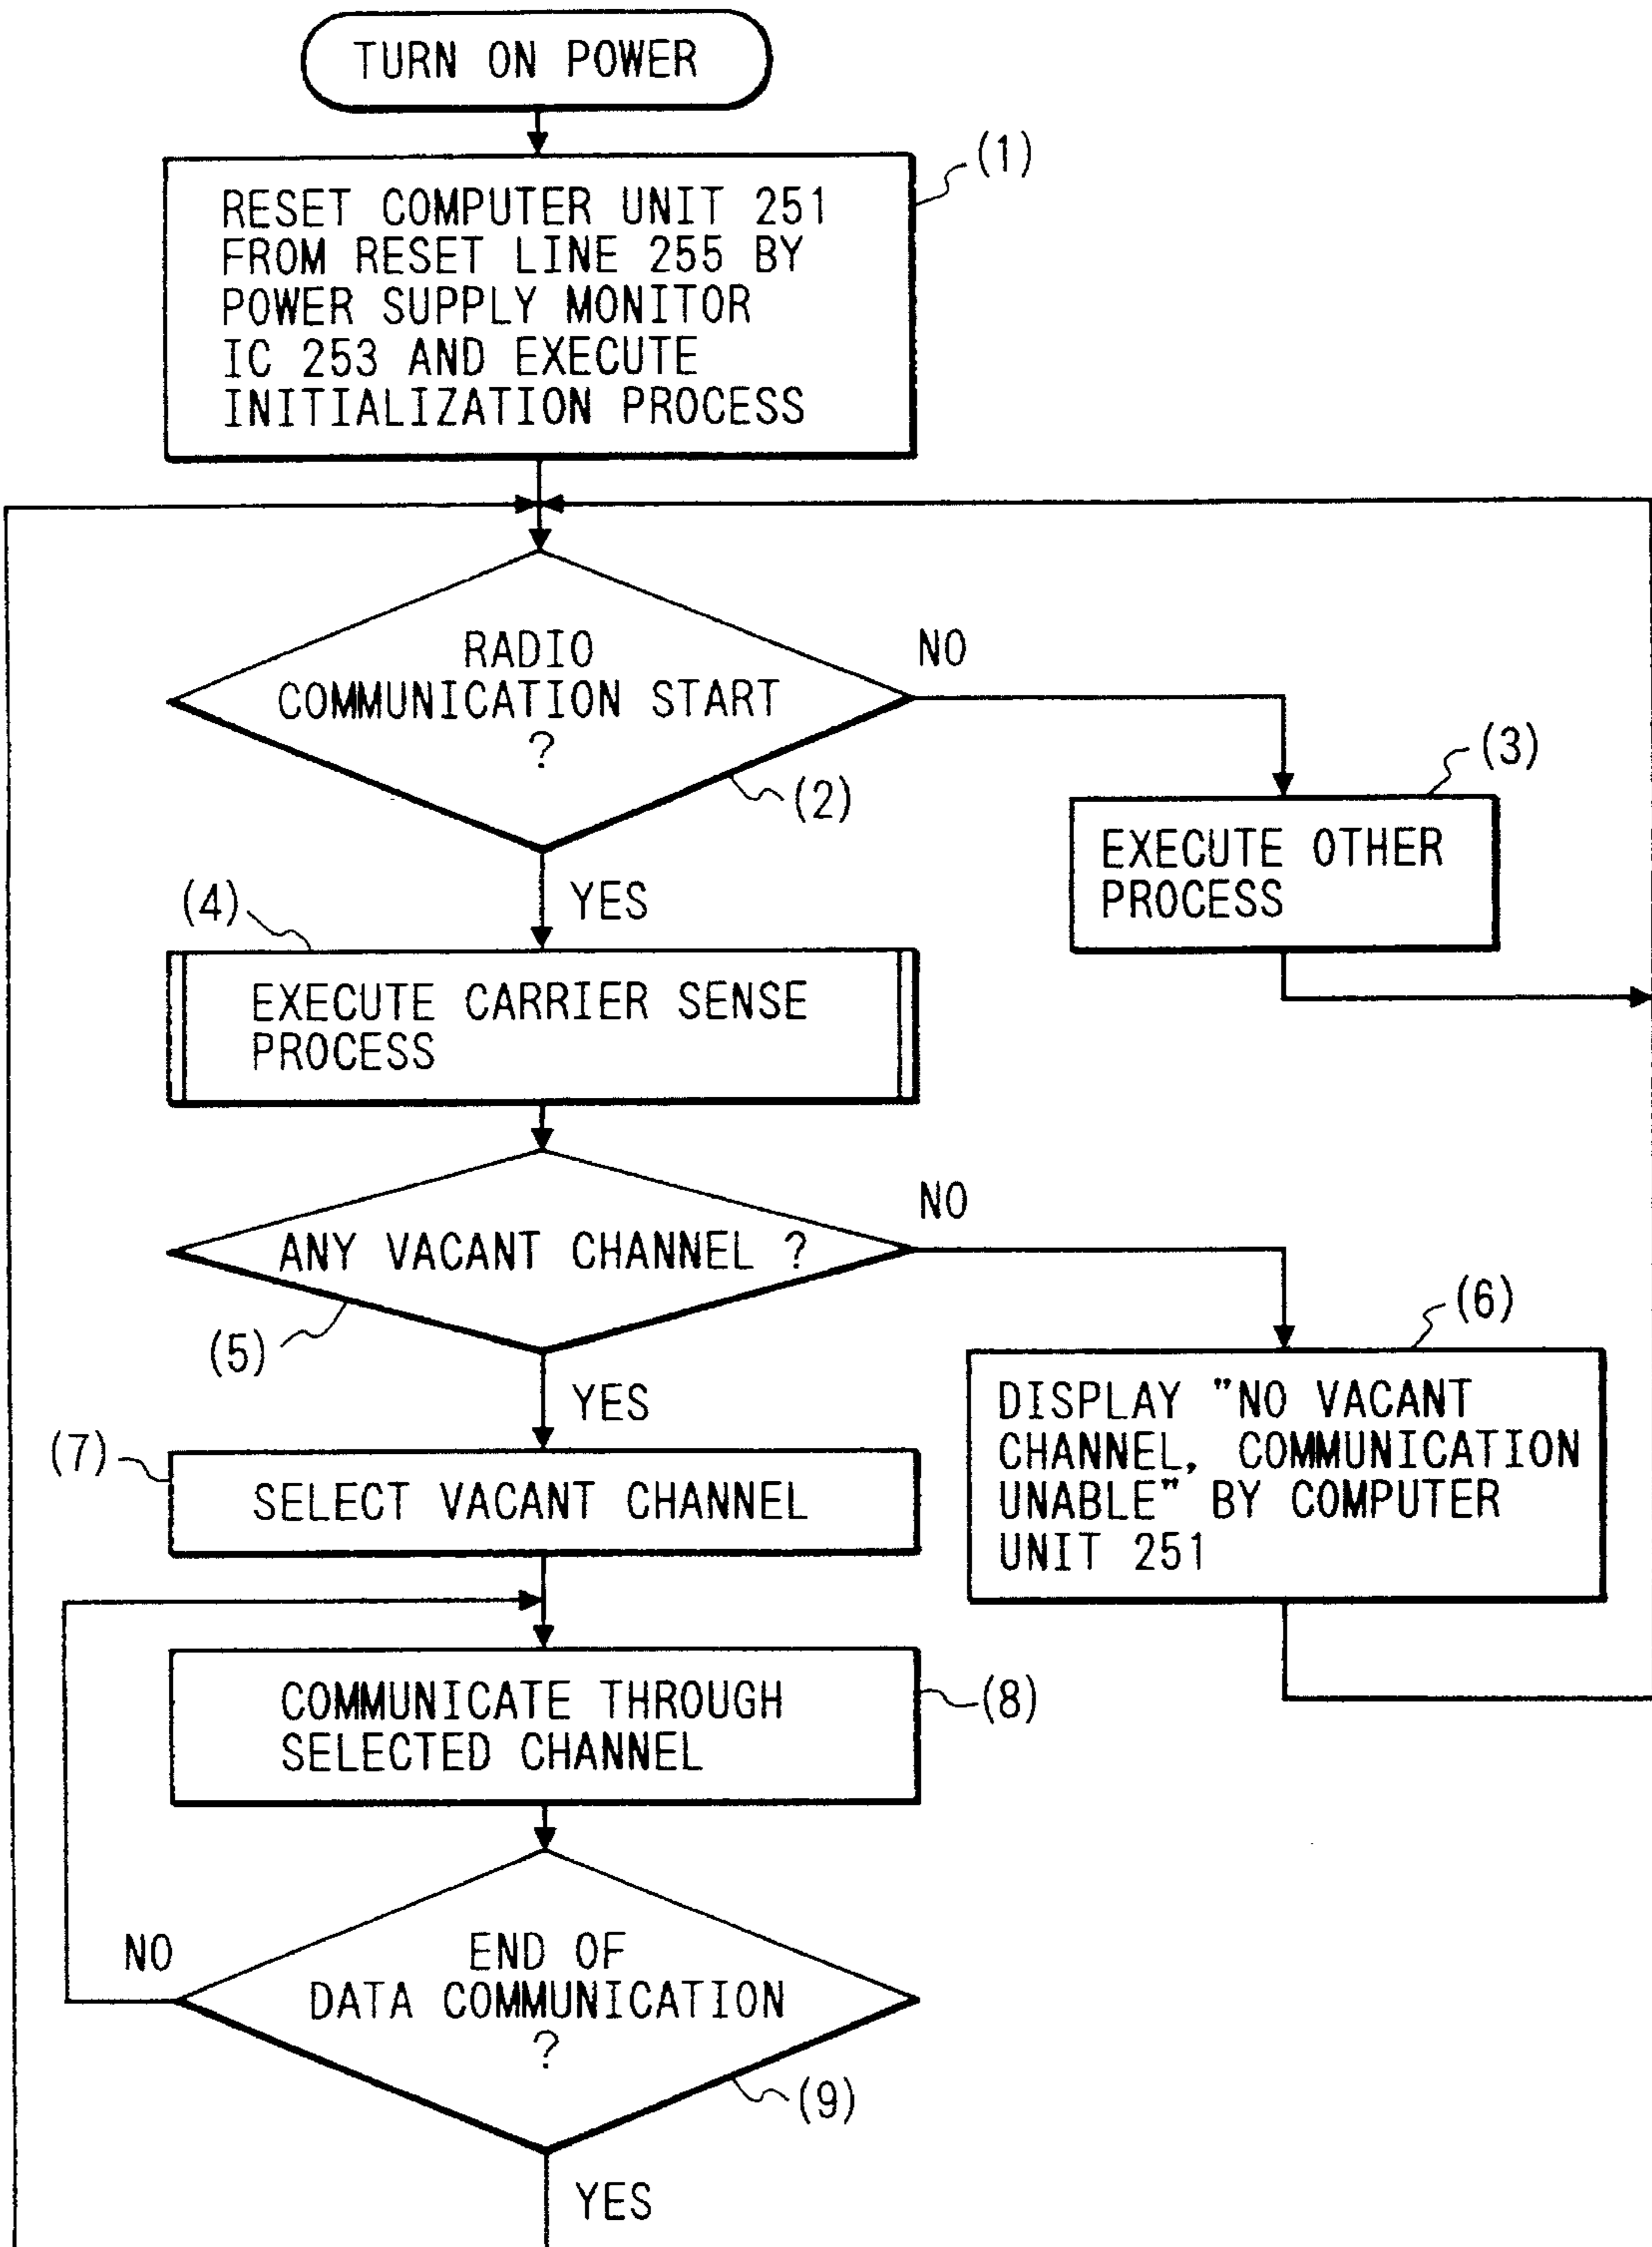 TURN ON POWER
(1)
RESET COMPUTER UNIT 251
FROM RESET LINE 255 BY
POWER SUPPLY MONITOR
IC 253 AND EXECUTE
INITIALIZATION PROCESS
RADIO
COMMUNICATION START
?
NO
(2)
(3)
EXECUTE OTHER
PROCESS
YES
(4)
EXECUTE CARRIER SENSE
PROCESS
ANY VACANT CHANNEL ?
NO
(5)
(6)
DISPLAY "NO VACANT
CHANNEL, COMMUNICATION
UNABLE" BY COMPUTER
UNIT 251
YES
(7)
SELECT VACANT CHANNEL
COMMUNICATE THROUGH
SELECTED CHANNEL
(8)
NO
END OF
DATA COMMUNICATION
?
(9)
YES